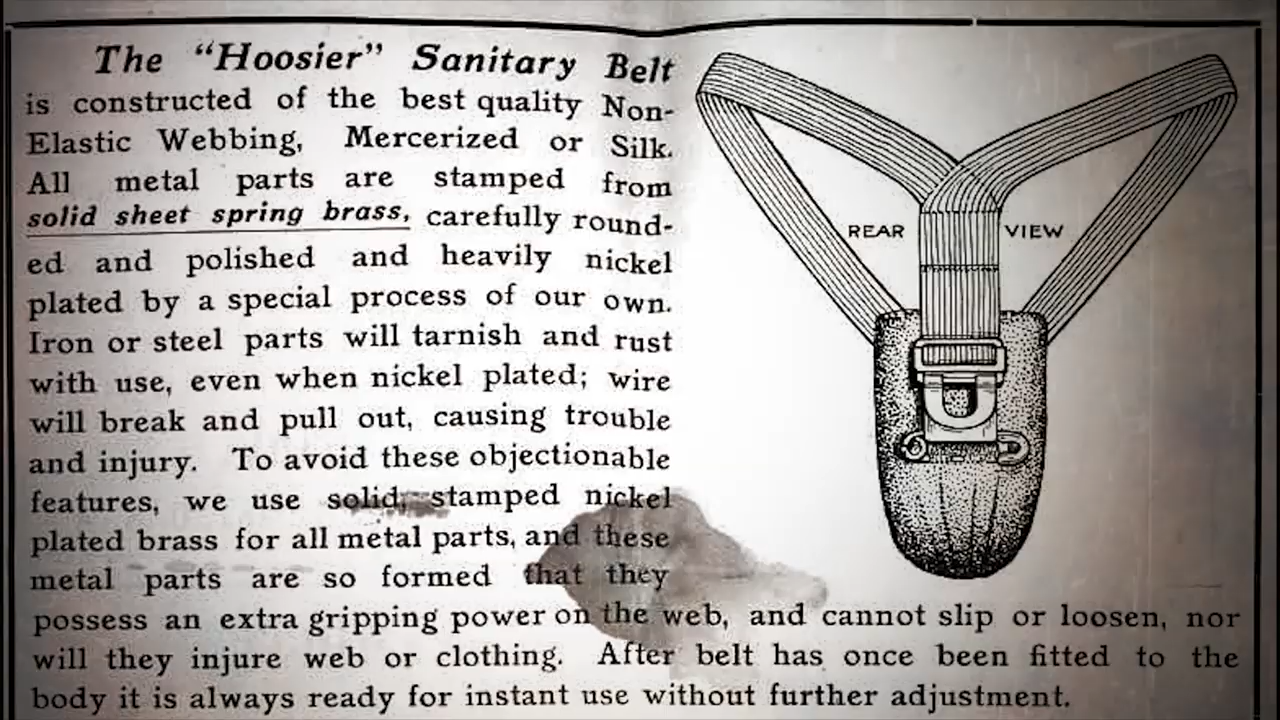 The "Hoosier" Sanitary Belt
is constructed of the best quality Non-
Elastic Webbing, Mercerized or Silk.
All metal parts are stamped from
solid sheet spring brass, carefully round-
ed and polished and heavily nickel
plated by a special process of our own.
Iron or steel parts will tarnish and rust
with use, even when nickel plated; wire
will break and pull out, causing trouble
and injury. To avoid these objectionable
features, we use solid, stamped nickel
plated brass for all metal parts, and these
metal parts are so formed that they
possess an extra gripping power on the web, and cannot slip or loosen, nor
will they injure web or clothing. After belt has once been fitted to the
body it is always ready for instant use without further adjustment.
REAR VIEW